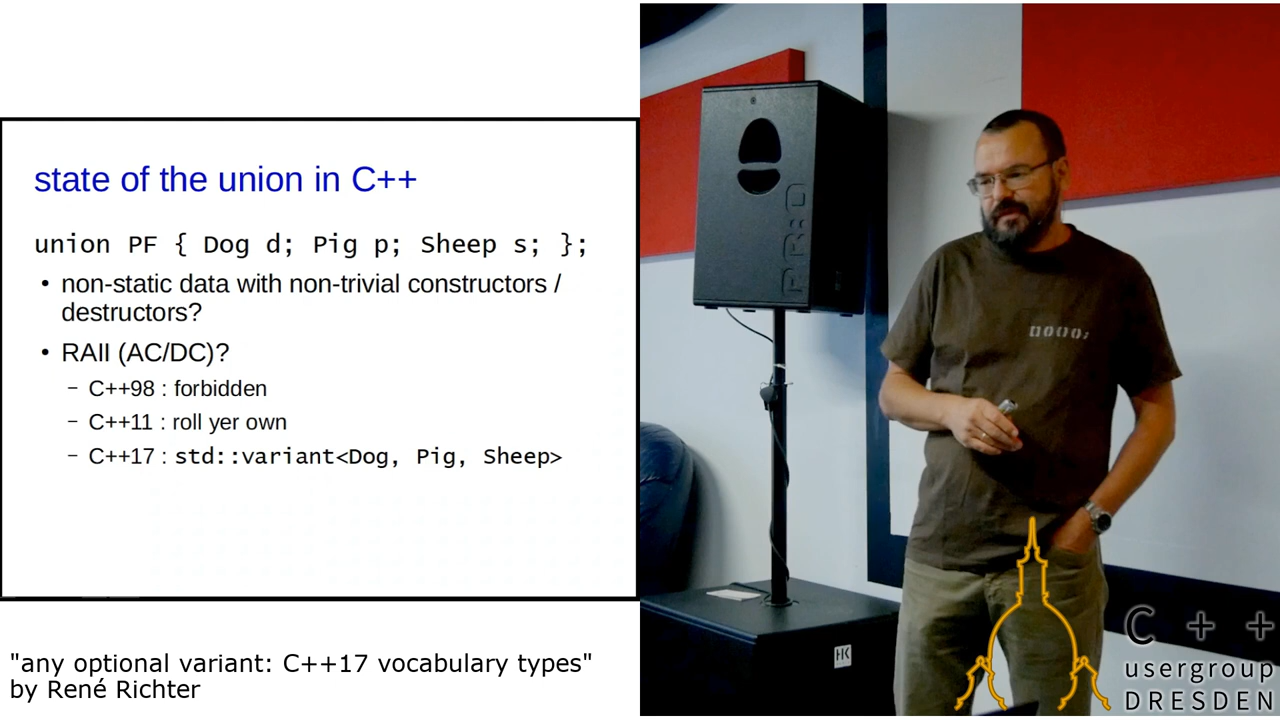 state of the union in C++
union PF { Dog d; Pig p; Sheep s; };
• non-static data with non-trivial constructors /
destructors?
• RAII (AC/DC)?
– C++98 : forbidden
– C++11 : roll yer own
– C++17 : std::variant<Dog, Pig, Sheep>
"any optional variant: C++17 vocabulary types"
by René Richter
PRO
HK
C++
usergroup
DRESDEN